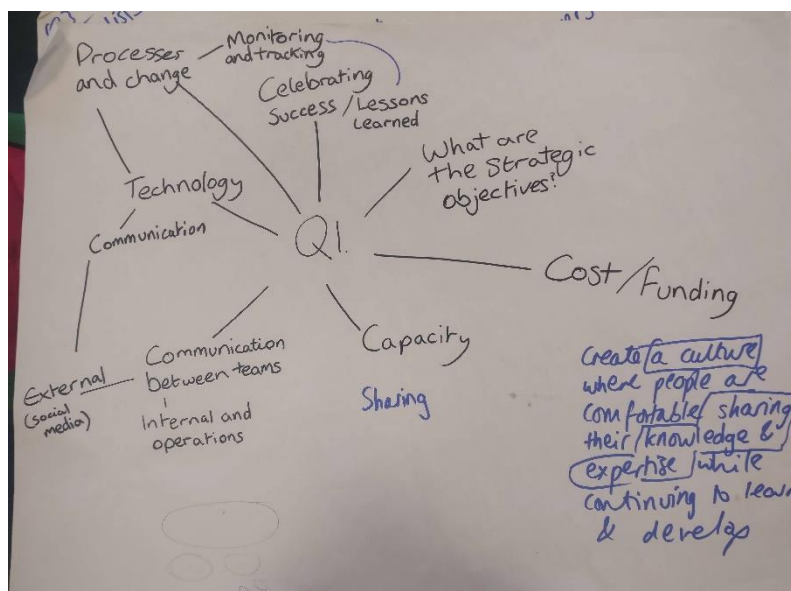 Processes
and change
Monitoring
and tracking
Celebrating
Success / Lessons
Learned
What are
the Strategic
objectives?
Technology
Communication
Q1.
Cost/Funding
Capacity
Sharing
Communication
between teams
Internal and
operations
External
(social
media)
Create a culture
where people are
comfortable sharing
their knowledge &
expertise while
continuing to learn
& develop